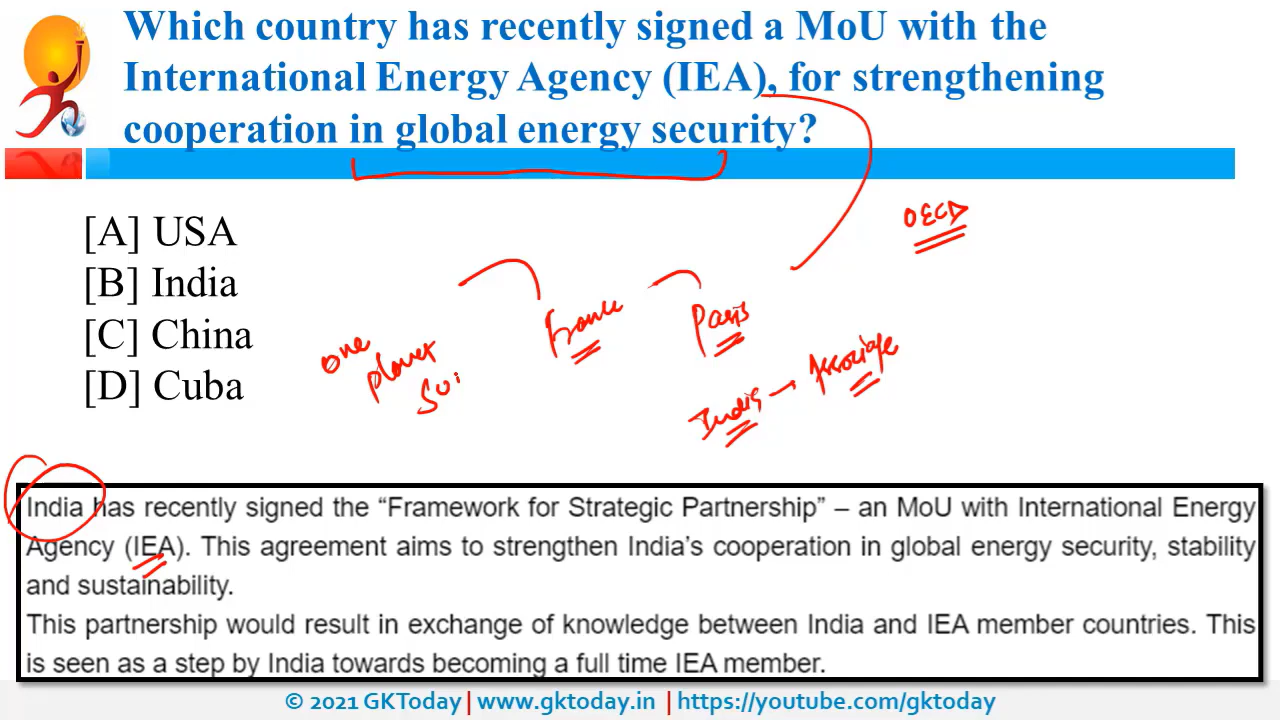 Which country has recently signed a MoU with the
International Energy Agency (IEA), for strengthening
cooperation in global energy security?
[A] USA
[B] India
[C] China
[D] Cuba
OECD
France
Paris
one
planet
India → Associate
India has recently signed the “Framework for Strategic Partnership” – an MoU with International Energy
Agency (IEA). This agreement aims to strengthen India’s cooperation in global energy security, stability
and sustainability.
This partnership would result in exchange of knowledge between India and IEA member countries. This
is seen as a step by India towards becoming a full time IEA member.
© 2021 GKToday | www.gktoday.in | https://youtube.com/gktoday